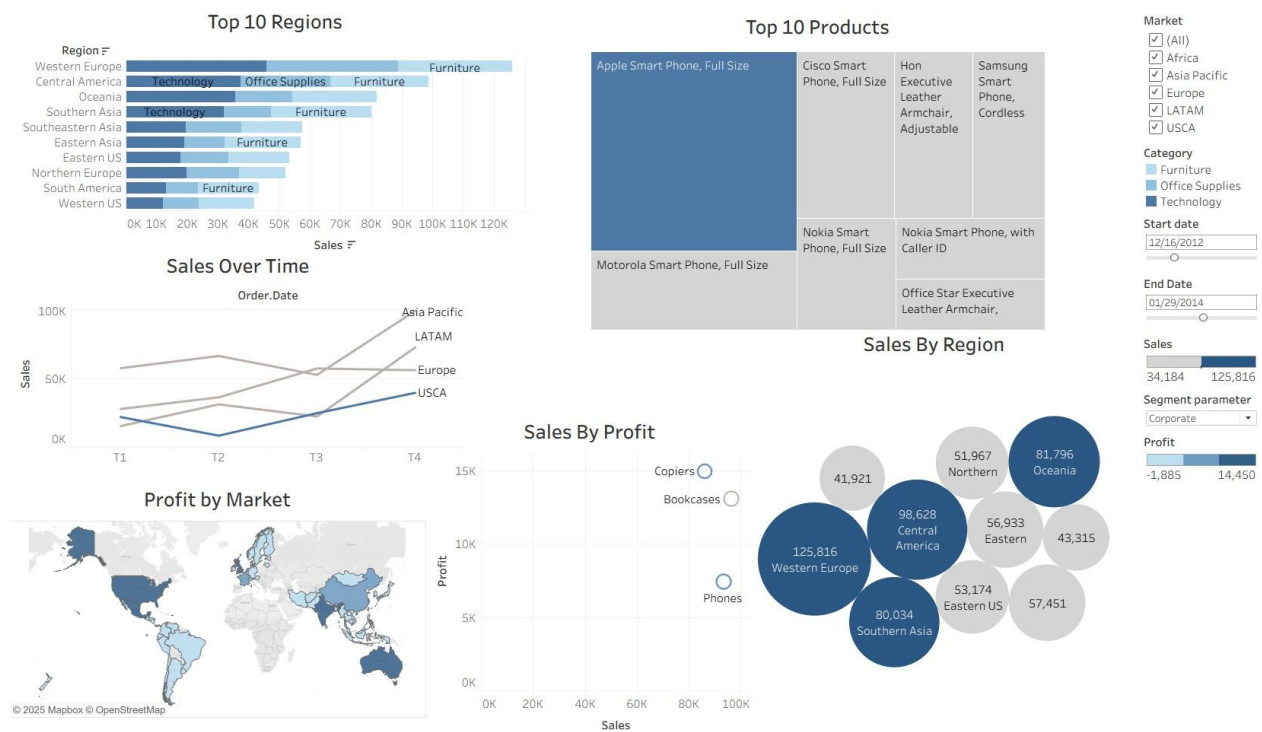 Top 10 Regions
Region
Western Europe
Central America
Oceania
Southern Asia
Southeastern Asia
Eastern Asia
Eastern US
Northern Europe
South America
Western US
Furniture
Technology
Office Supplies
Furniture
Technology
Furniture
Furniture
Furniture
0K 10K 20K 30K 40K 50K 60K 70K 80K 90K 100K 110K 120K
Sales
Sales Over Time
Order.Date
100K
50K
0K
Sales
Asia Pacific
LATAM
Europe
USCA
T1 T2 T3 T4
Profit by Market
© 2025 Mapbox © OpenStreetMap
Top 10 Products
Apple Smart Phone, Full Size
Motorola Smart Phone, Full Size
Cisco Smart
Phone, Full Size
Hon
Executive
Leather
Armchair,
Adjustable
Samsung
Smart
Phone,
Cordless
Nokia Smart
Phone, Full Size
Nokia Smart Phone, with
Caller ID
Office Star Executive
Leather Armchair,
Sales By Profit
15K
10K
5K
0K
Profit
Copiers
Bookcases
Phones
0K 20K 40K 60K 80K 100K
Sales
Sales By Region
41,921
51,967
Northern
81,796
Oceania
98,628
Central
America
56,933
Eastern
43,315
125,816
Western Europe
53,174
Eastern US
57,451
80,034
Southern Asia
Market
(All)
Africa
Asia Pacific
Europe
LATAM
USCA
Category
Furniture
Office Supplies
Technology
Start date
12/16/2012
End Date
01/29/2014
Sales
34,184 125,816
Segment parameter
Corporate
Profit
-1,885 14,450